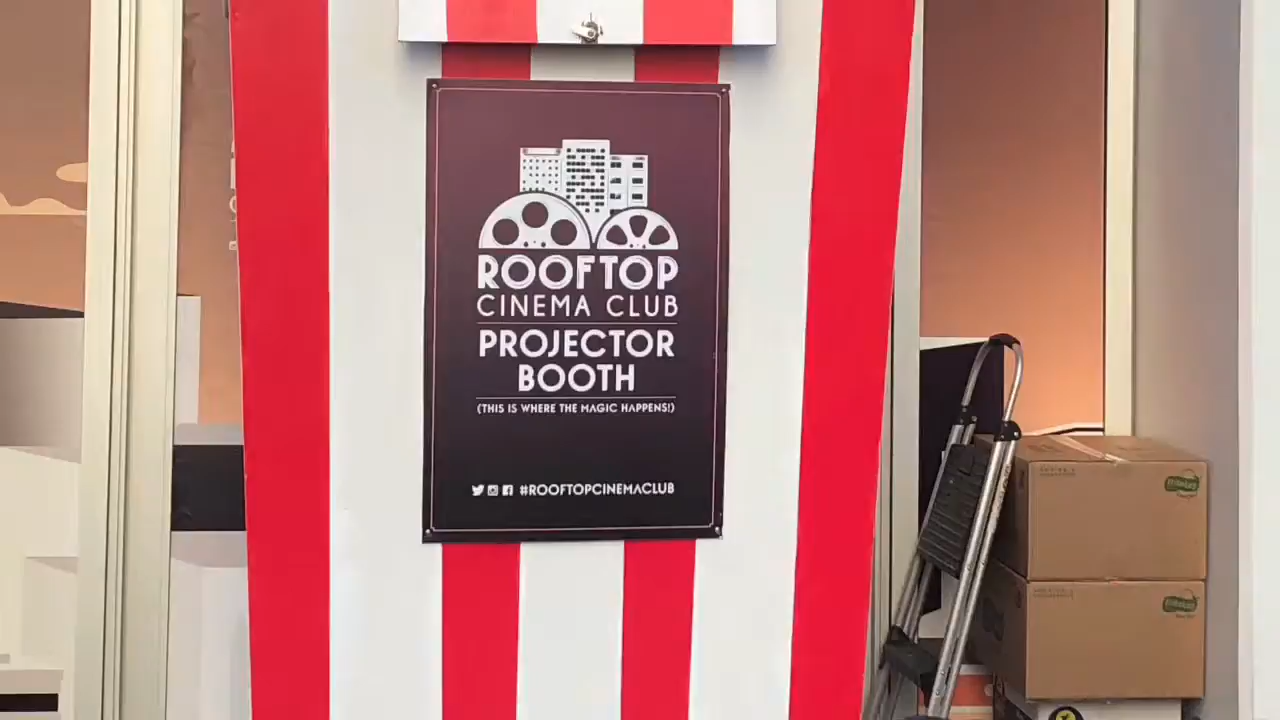 ROOFTOP
CINEMA CLUB
PROJECTOR
BOOTH
(THIS IS WHERE THE MAGIC HAPPENS!)
#ROOFTOPCINEMACLUB